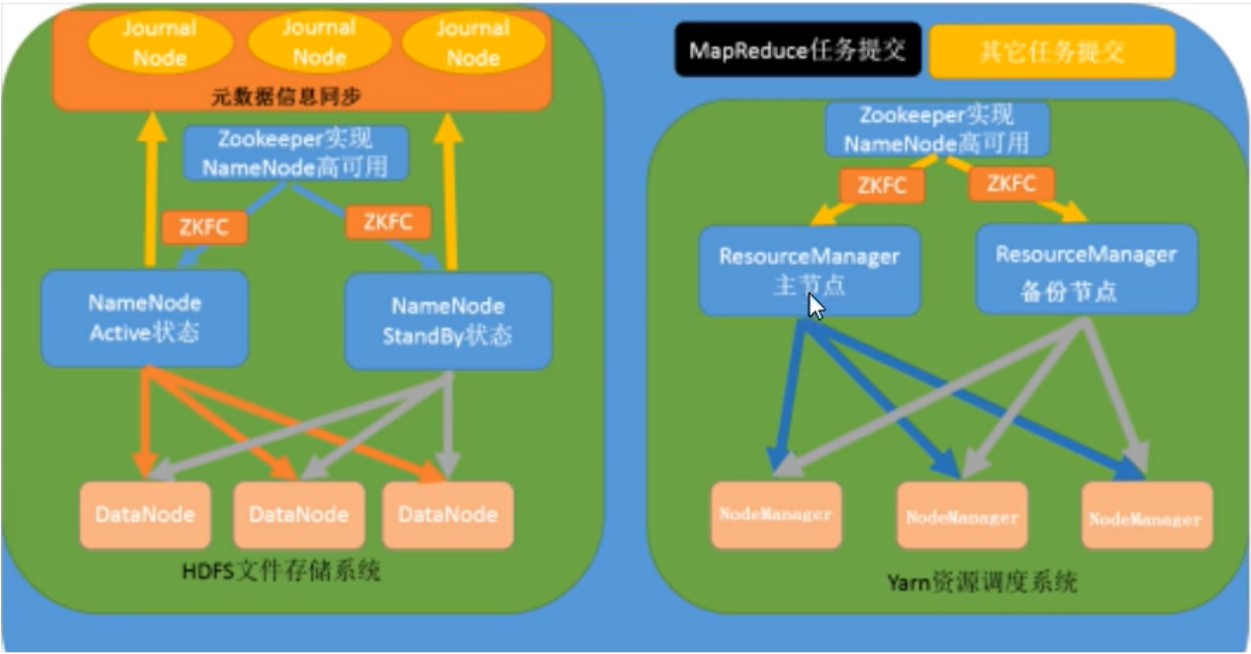 Journal
Node
Journal
Node
Journal
Node
元数据信息同步
Zookeeper实现
NameNode高可用
ZKFC
ZKFC
NameNode
Active状态
NameNode
StandBy状态
DataNode
DataNode
DataNode
HDFS文件存储系统
MapReduce任务提交
其它任务提交
Zookeeper实现
NameNode高可用
ZKFC
ZKFC
ResourceManager
主节点
ResourceManager
备份节点
NodeManager
NodeManager
NodeManager
Yarn资源调度系统